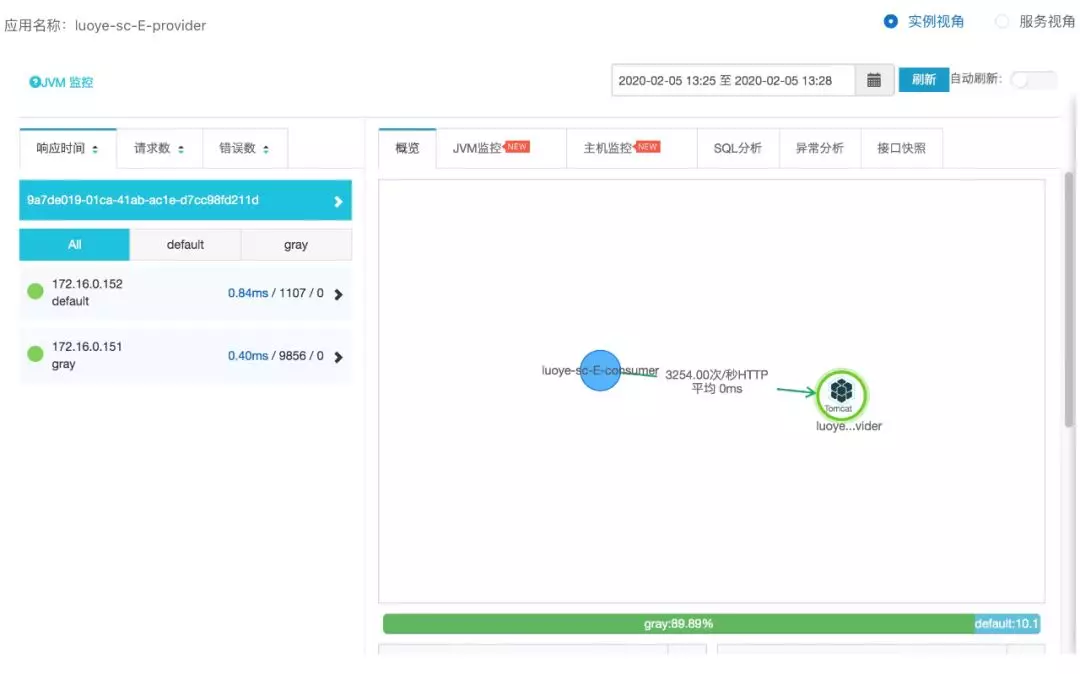 应用名称：luoye-sc-E-provider
实例视角 服务视角
JVM 监控
2020-02-05 13:25 至 2020-02-05 13:28
刷新 自动刷新：
响应时间 请求数 错误数
概览 JVM监控 NEW 主机监控 NEW SQL分析 异常分析 接口快照
9a7de019-01ca-41ab-ac1e-d7cc98fd211d
All default gray
172.16.0.152
default
0.84ms / 1107 / 0
172.16.0.151
gray
0.40ms / 9856 / 0
luoye-sc-E-consumer
3254.00次/秒HTTP
平均 0ms
Tomcat
luoye...vider
gray:89.89% default:10.1